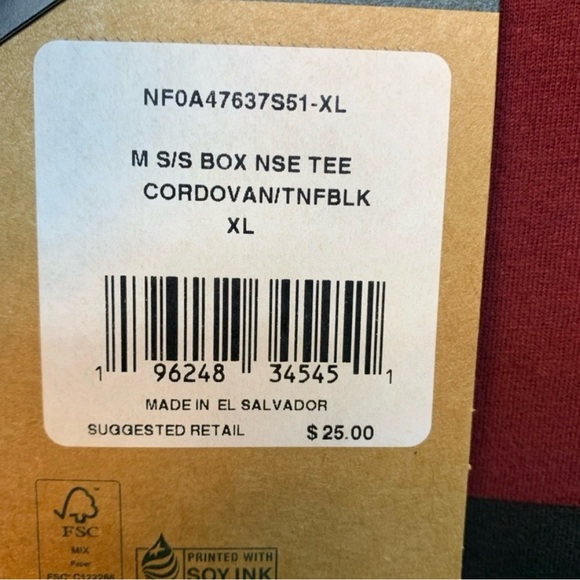 NF0A47637S51-XL
M S/S BOX NSE TEE
CORDOVAN/TNFBLK
XL
1 96248 34545 1
MADE IN EL SALVADOR
SUGGESTED RETAIL $ 25.00
FSC
MIX
Paper
PRINTED WITH
SOY INK